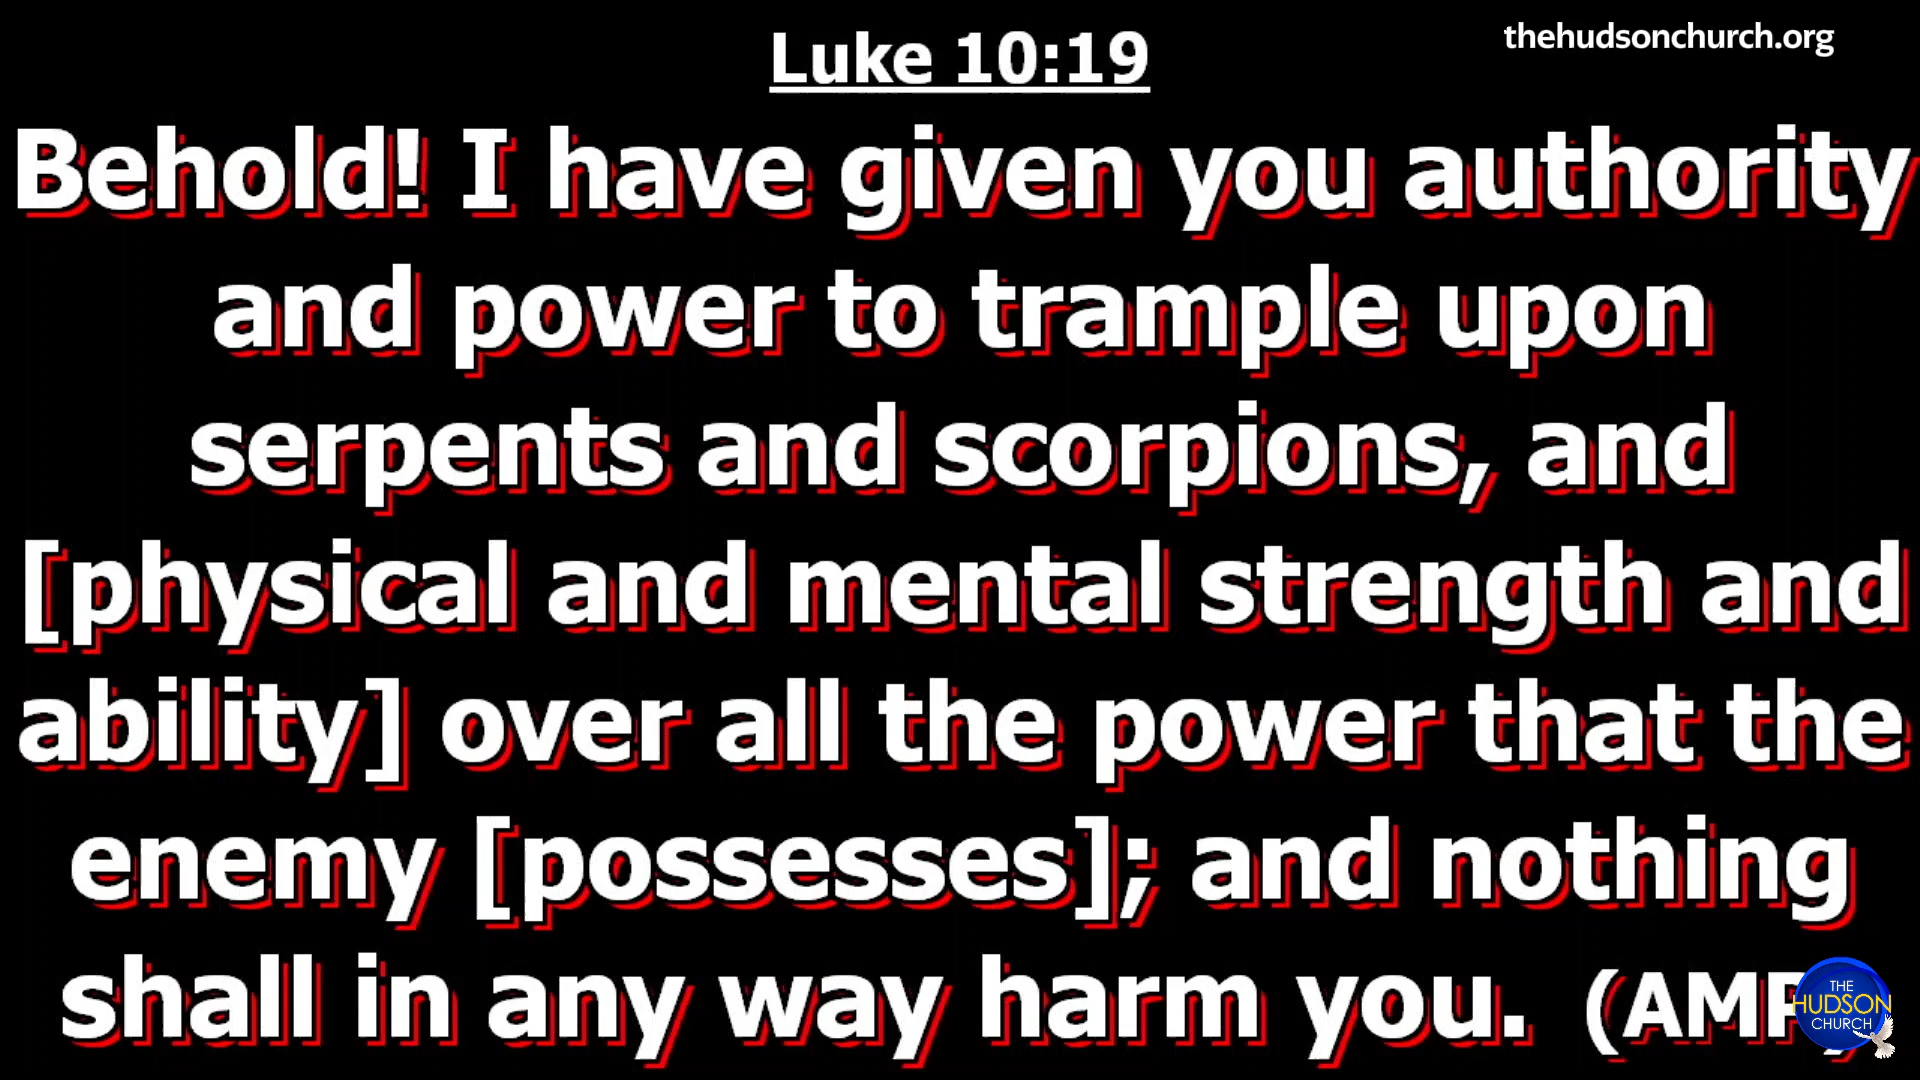 thehudsonchurch.org
Luke 10:19
Behold! I have given you authority
and power to trample upon
serpents and scorpions, and
[physical and mental strength and
ability] over all the power that the
enemy [possesses]; and nothing
shall in any way harm you. (AMP)
THE
HUDSON
CHURCH